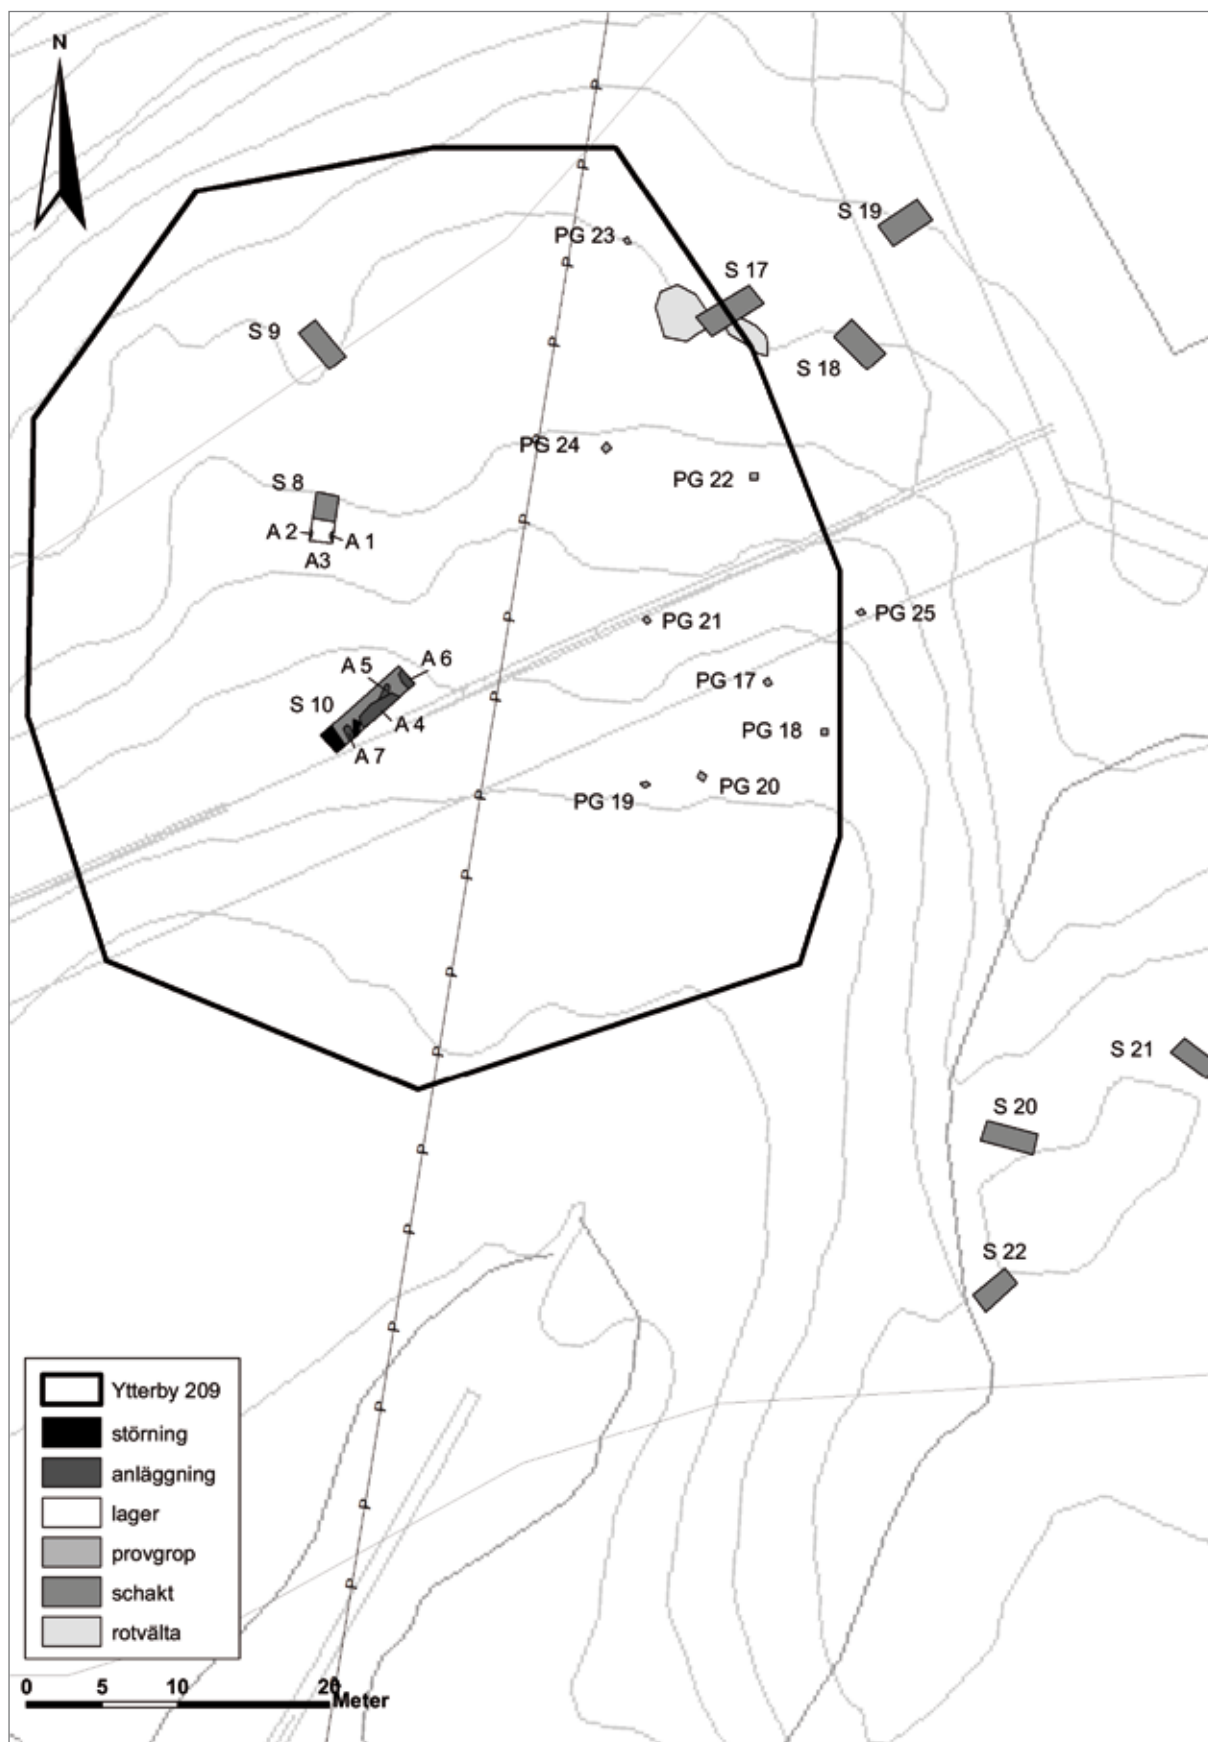 N
S 19
PG 23
S 17
S 9
S 18
PG 24
PG 22
S 8
A 2
A 1
A3
PG 25
PG 21
A 5
A 6
PG 17
S 10
A 4
PG 18
A 7
PG 19
PG 20
S 21
S 20
S 22
Ytterby 209
störning
anläggning
lager
provgrop
schakt
rotvälta
0 5 10 20
Meter